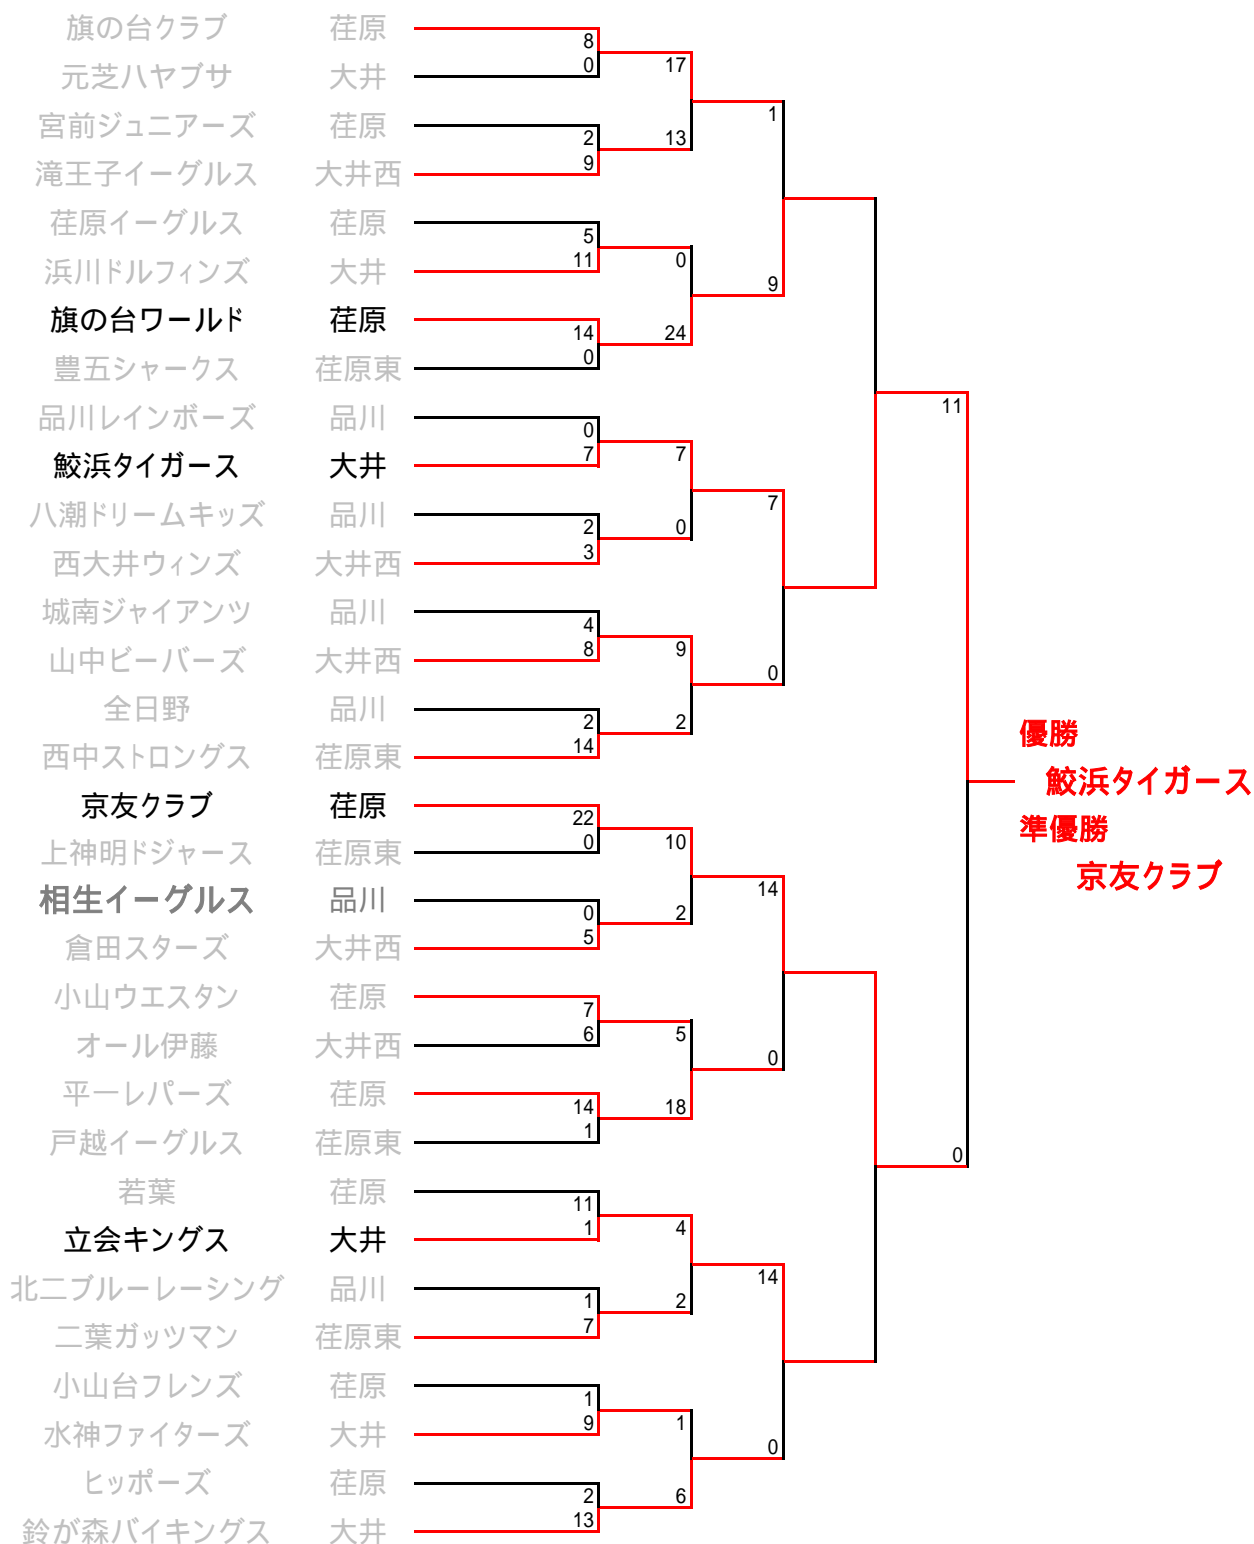 旗の台クラブ 荏原
8
元芝ハヤブサ 大井
0 17
宮前ジュニアーズ 荏原
1
2 13
滝王子イーグルス 大井西
9
荏原イーグルス 荏原
5
浜川ドルフィンズ 大井
11 0
9
旗の台ワールド 荏原
14 24
豊五シャークス 荏原東
0
品川レインボーズ 品川
11
0
鮫浜タイガース 大井
7 7
八潮ドリームキッズ 品川
7
2 0
西大井ウィンズ 大井西
3
城南ジャイアンツ 品川
4
山中ビーバーズ 大井西
8 9
0
全日野 品川
2 2
西中ストロングス 荏原東
14
優勝
鮫浜タイガース
準優勝
京友クラブ
京友クラブ 荏原
22
上神明ドジャース 荏原東
0 10
相生イーグルス 品川
14
0 2
倉田スターズ 大井西
5
小山ウエスタン 荏原
7
オール伊藤 大井西
6 5
0
平一レパーズ 荏原
14 18
戸越イーグルス 荏原東
1
0
若葉 荏原
11
立会キングス 大井
1 4
北二ブルーレーシング 品川
14
1 2
二葉ガッツマン 荏原東
7
小山台フレンズ 荏原
1
水神ファイターズ 大井
9 1
0
ヒッポーズ 荏原
2 6
鈴が森バイキングス 大井
13